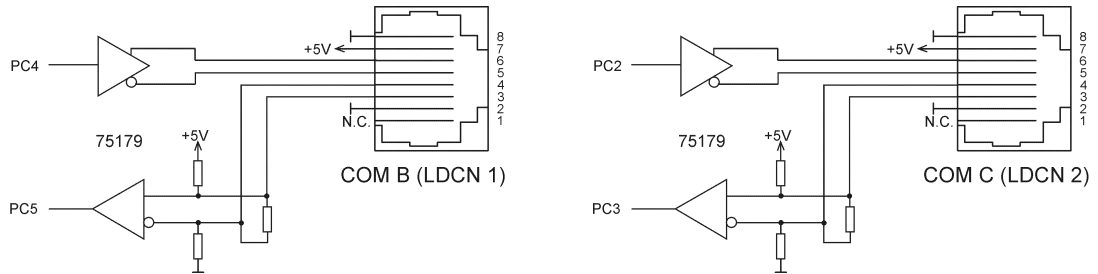 8
+5V
7
PC4
6
5
4
3
2
N.C.
1
75179
+5V
COM B (LDCN 1)
PC5
8
+5V
7
PC2
6
5
4
3
2
N.C.
1
75179
+5V
COM C (LDCN 2)
PC3